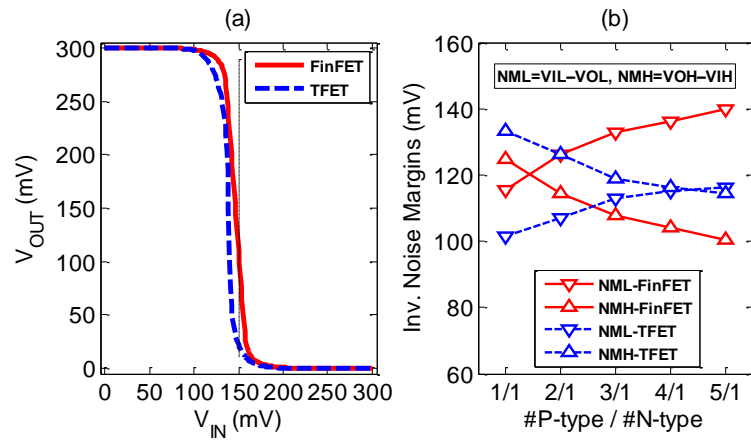 (a)
300
250
200
150
100
50
0
V_OUT (mV)
0 50 100 150 200 250 300
V_IN (mV)
FinFET
TFET
(b)
160
140
120
100
80
60
Inv. Noise Margins (mV)
NML=VIL–VOL, NMH=VOH–VIH
NML-FinFET
NMH-FinFET
NML-TFET
NMH-TFET
1/1 2/1 3/1 4/1 5/1
#P-type / #N-type